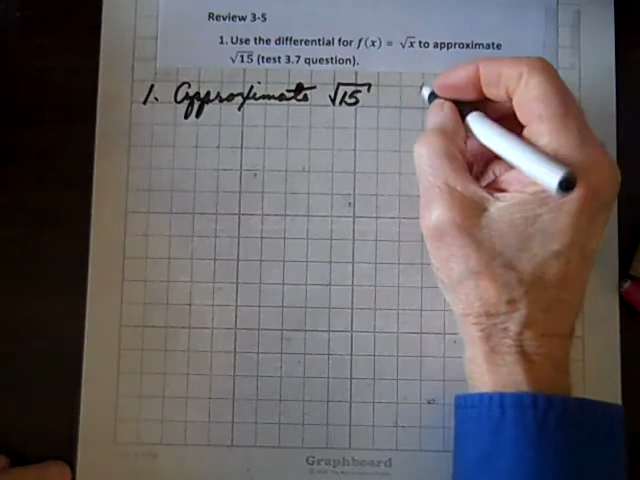 Review 3-5
1. Use the differential for f(x) = √x to approximate
√15 (test 3.7 question).
1. Approximate √15
Graphboard